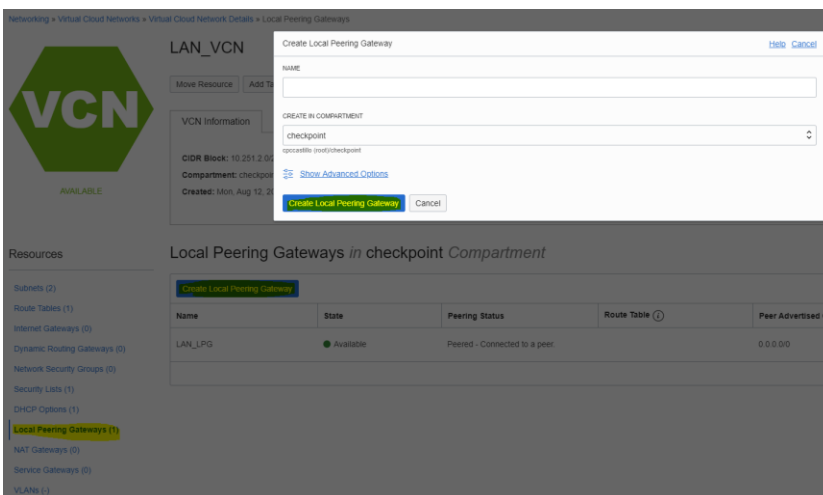 Networking » Virtual Cloud Networks » Virtual Cloud Network Details » Local Peering Gateways
VCN
AVAILABLE
LAN_VCN
Move Resource
Add Ta
VCN Information
CIDR Block: 10.251.2.0/2
Compartment: checkpoin
Created: Mon, Aug 12, 20
Create Local Peering Gateway
Help Cancel
NAME
CREATE IN COMPARTMENT
checkpoint
(root)/checkpoint
Show Advanced Options
Create Local Peering Gateway
Cancel
Resources
Subnets (2)
Route Tables (1)
Internet Gateways (0)
Dynamic Routing Gateways (0)
Network Security Groups (0)
Security Lists (1)
DHCP Options (1)
Local Peering Gateways (1)
NAT Gateways (0)
Service Gateways (0)
VLANs (-)
Local Peering Gateways in checkpoint Compartment
Create Local Peering Gateway
Name State Peering Status Route Table Peer Advertised
LAN_LPG Available Peered - Connected to a peer. 0.0.0.0/0